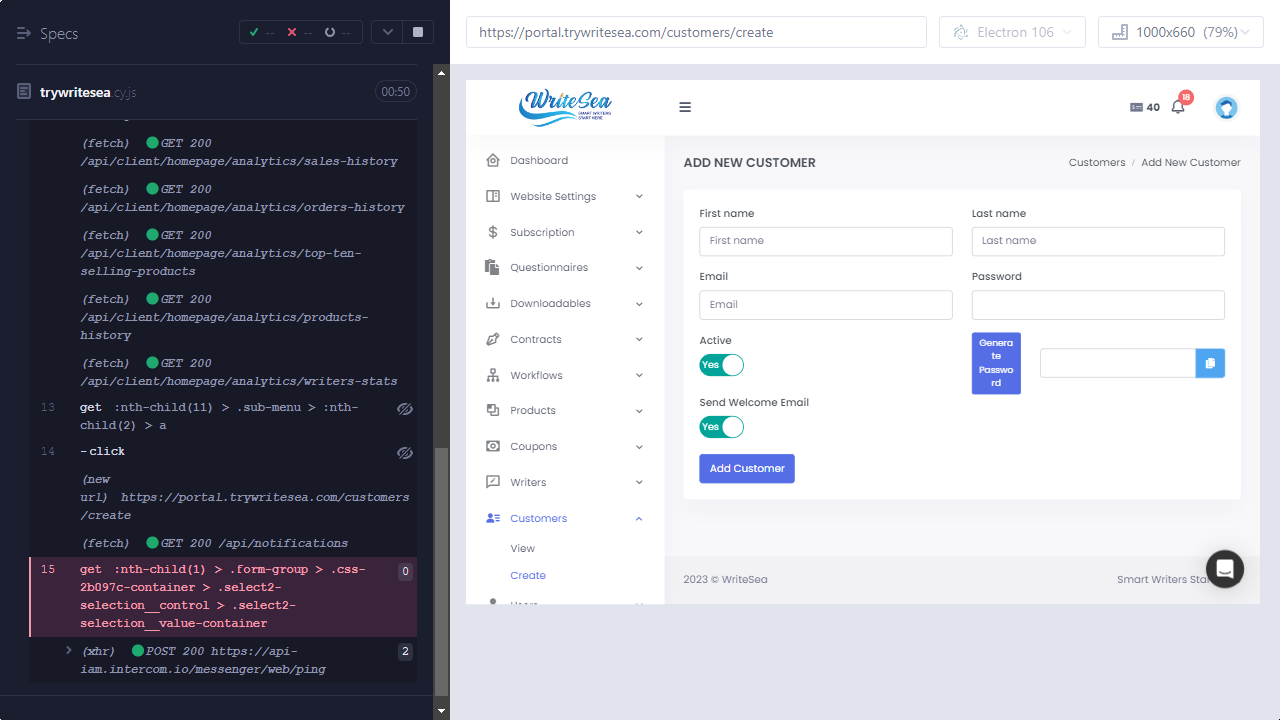 Specs
--
--
--
https://portal.trywritesea.com/customers/create
Electron 106
1000x660 (79%)
trywritesea.cy.js
00:50
(fetch) GET 200
/api/client/homepage/analytics/sales-history
(fetch) GET 200
/api/client/homepage/analytics/orders-history
(fetch) GET 200
/api/client/homepage/analytics/top-ten-
selling-products
(fetch) GET 200
/api/client/homepage/analytics/products-
history
(fetch) GET 200
/api/client/homepage/analytics/writers-stats
13 get :nth-child(11) > .sub-menu > :nth-
child(2) > a
14 -click
(new
url) https://portal.trywritesea.com/customers
/create
(fetch) GET 200 /api/notifications
15 get :nth-child(1) > .form-group > .css-
2b097c-container > .select2-
selection__control > .select2-
selection__value-container
0
(xhr) POST 200 https://api-
iam.intercom.io/messenger/web/ping
2
WriteSea
SMART WRITERS
START HERE
40
18
Dashboard
Website Settings
Subscription
Questionnaires
Downloadables
Contracts
Workflows
Products
Coupons
Writers
Customers
View
Create
Users
ADD NEW CUSTOMER
Customers / Add New Customer
First name
Last name
First name
Last name
Email
Password
Email
Active
Yes
Genera
te
Passwo
rd
Send Welcome Email
Yes
Add Customer
2023 © WriteSea
Smart Writers Star